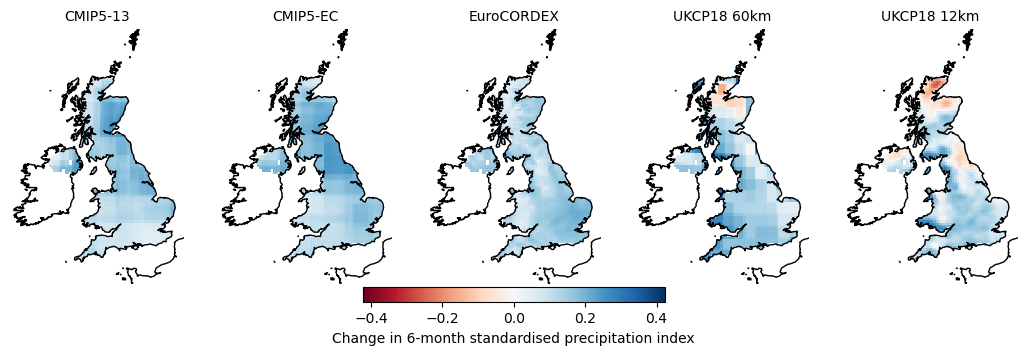 CMIP5-13 CMIP5-EC EuroCORDEX UKCP18 60km UKCP18 12km
−0.4 −0.2 0.0 0.2 0.4
Change in 6-month standardised precipitation index